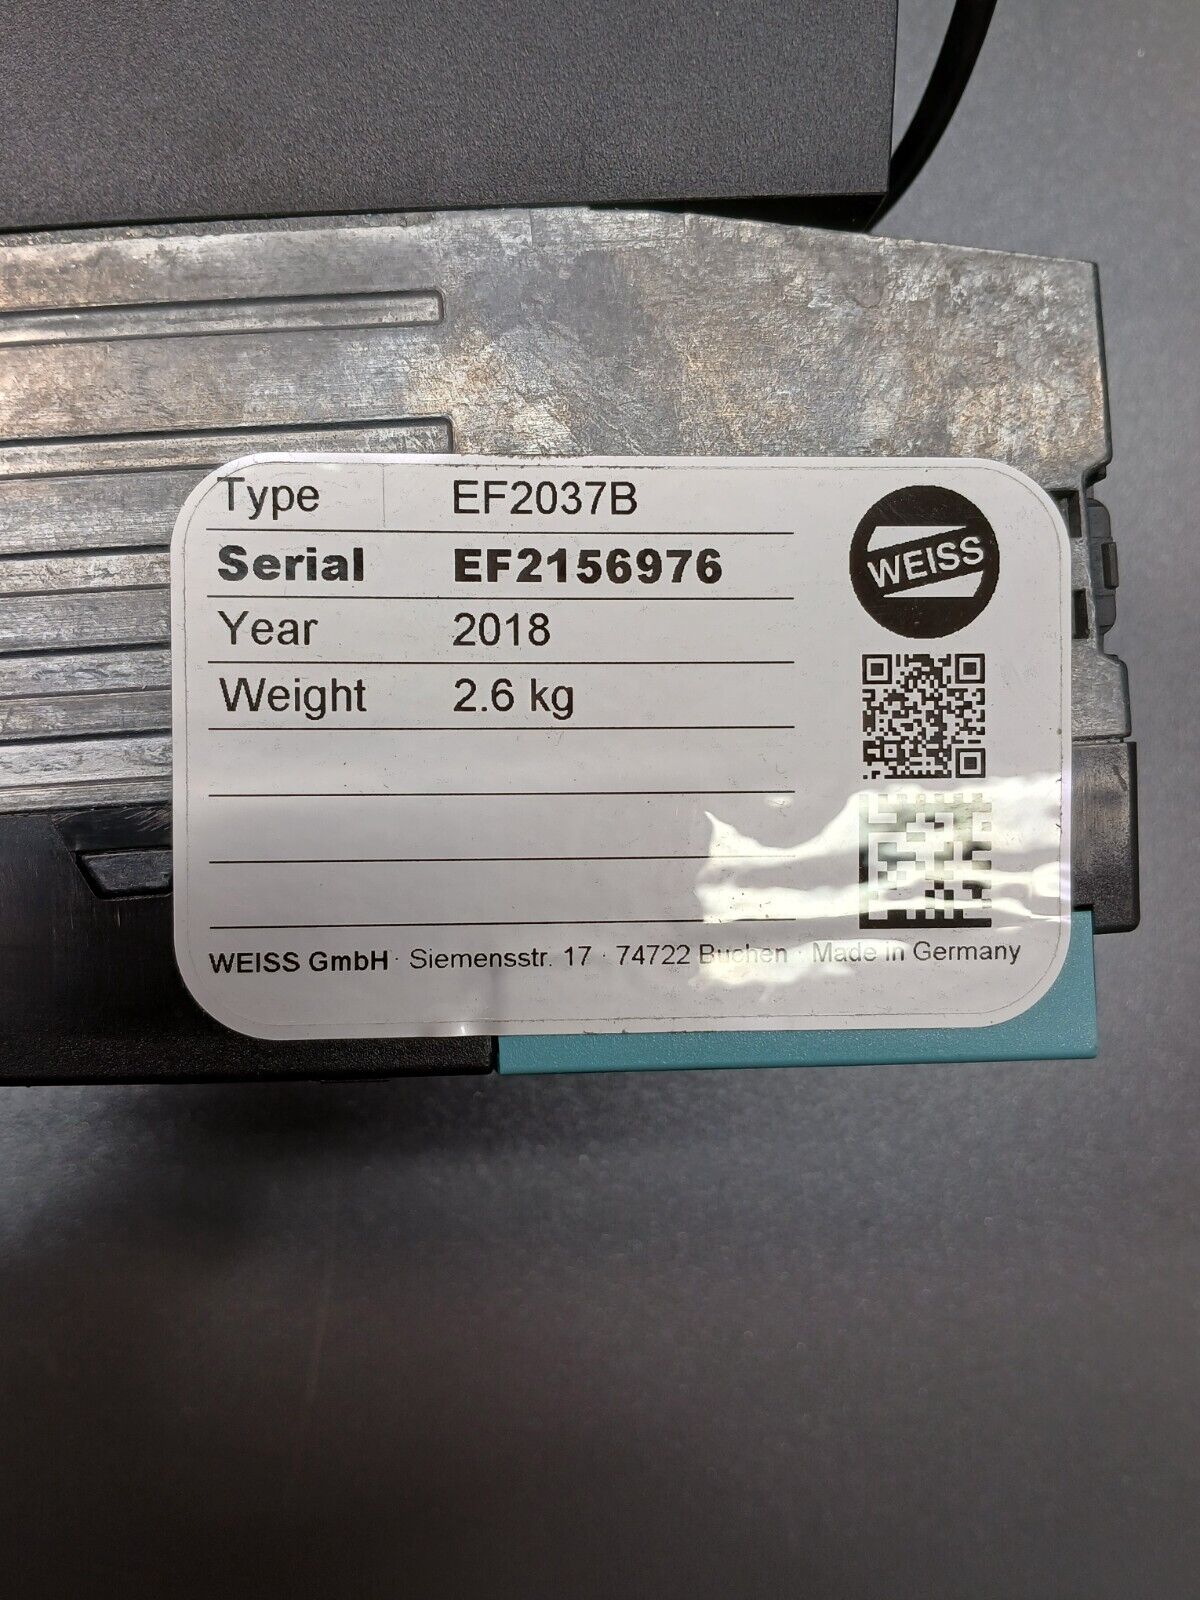 Type EF2037B
Serial EF2156976
Year 2018
Weight 2.6 kg
WEISS
WEISS GmbH · Siemensstr. 17 · 74722 Buchen · Made in Germany